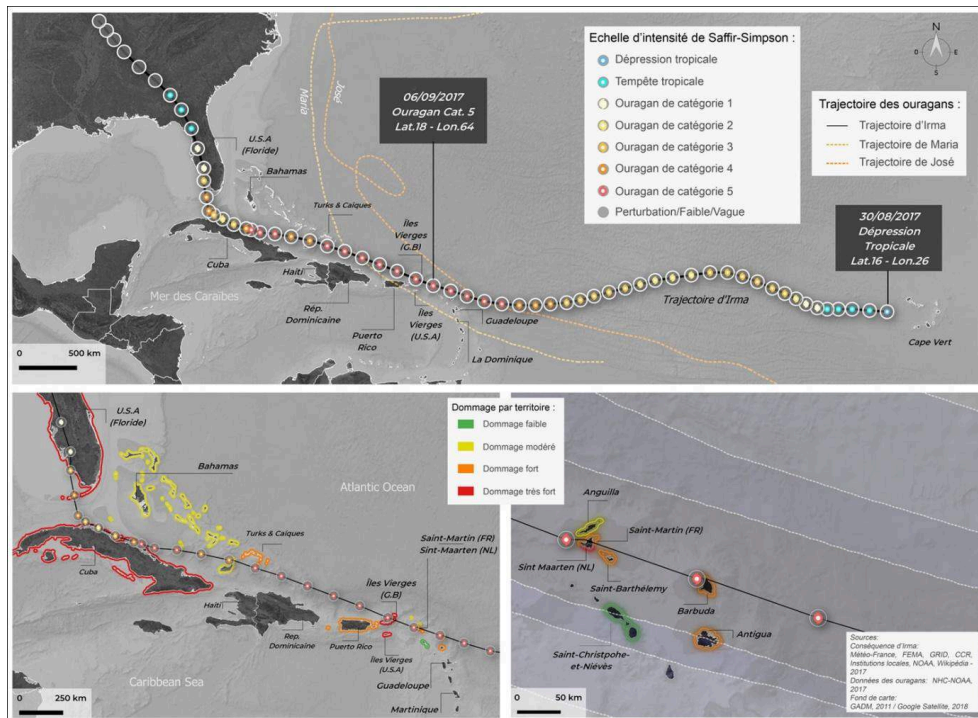 Echelle d'intensité de Saffir-Simpson :
Dépression tropicale
Tempête tropicale
Ouragan de catégorie 1
Ouragan de catégorie 2
Ouragan de catégorie 3
Ouragan de catégorie 4
Ouragan de catégorie 5
Perturbation/Faible/Vague
N
O
E
S
Trajectoire des ouragans :
Trajectoire d'Irma
Trajectoire de Maria
Trajectoire de José
Maria
José
06/09/2017
Ouragan Cat. 5
Lat.18 - Lon.64
30/08/2017
Dépression
Tropicale
Lat.16 - Lon.26
U.S.A
(Floride)
Bahamas
Turks & Caïques
Îles
Vierges
(G.B)
Cuba
Haïti
Rép.
Dominicaine
Puerto
Rico
Îles
Vierges
(U.S.A)
Guadeloupe
La Dominique
Trajectoire d'Irma
Cape Vert
Mer des Caraïbes
0
500 km
U.S.A
(Floride)
Bahamas
Dommage par territoire :
Dommage faible
Dommage modéré
Dommage fort
Dommage très fort
Atlantic Ocean
Turks & Caïques
Saint-Martin (FR)
Sint-Maarten (NL)
Îles Vierges
(G.B)
Cuba
Haïti
Rep.
Dominicaine
Puerto Rico
Îles Vierges
(U.S.A)
Guadeloupe
Martinique
Caribbean Sea
0
250 km
Anguilla
Saint-Martin (FR)
Sint Maarten (NL)
Saint-Barthélemy
Barbuda
Antigua
Saint-Christpohe-
et-Niévès
0
50 km
Sources:
Conséquence d'Irma:
Météo-France, FEMA, GRID, CCR,
Institutions locales, NOAA, Wikipédia -
2017
Données des ouragans: NHC-NOAA,
2017
Fond de carte:
GADM, 2011 / Google Satellite, 2018